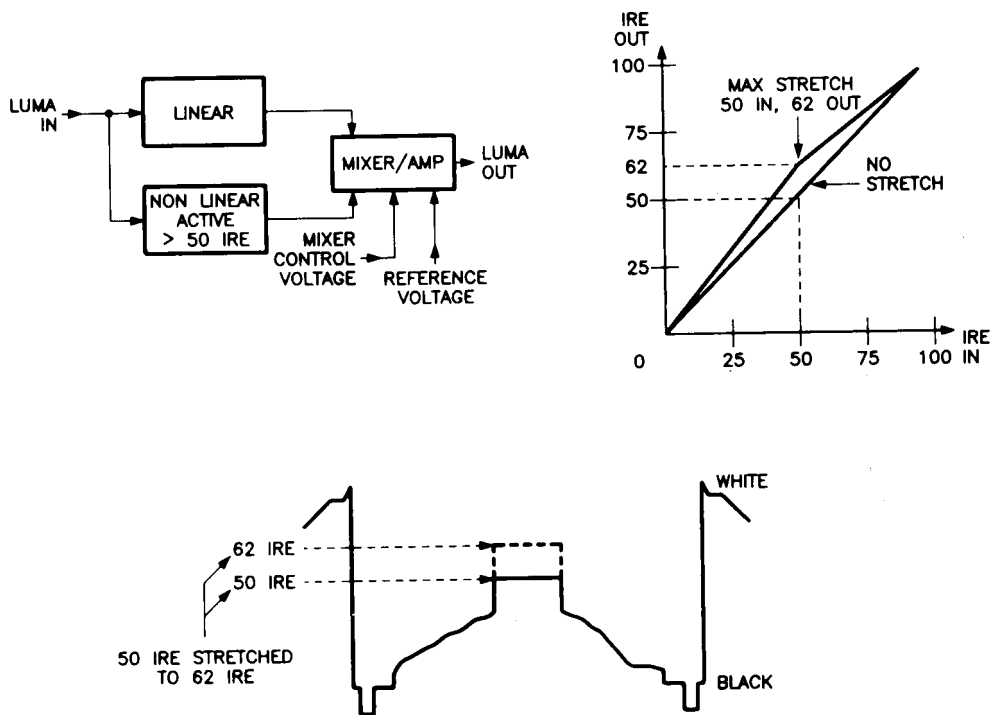 LUMA
IN
LINEAR
NON LINEAR
ACTIVE
> 50 IRE
MIXER/AMP
LUMA
OUT
MIXER
CONTROL
VOLTAGE
REFERENCE
VOLTAGE
IRE
OUT
100
75
62
50
25
0
25
50
75
100
IRE
IN
MAX STRETCH
50 IN, 62 OUT
NO
STRETCH
WHITE
62 IRE
50 IRE
50 IRE STRETCHED
TO 62 IRE
BLACK